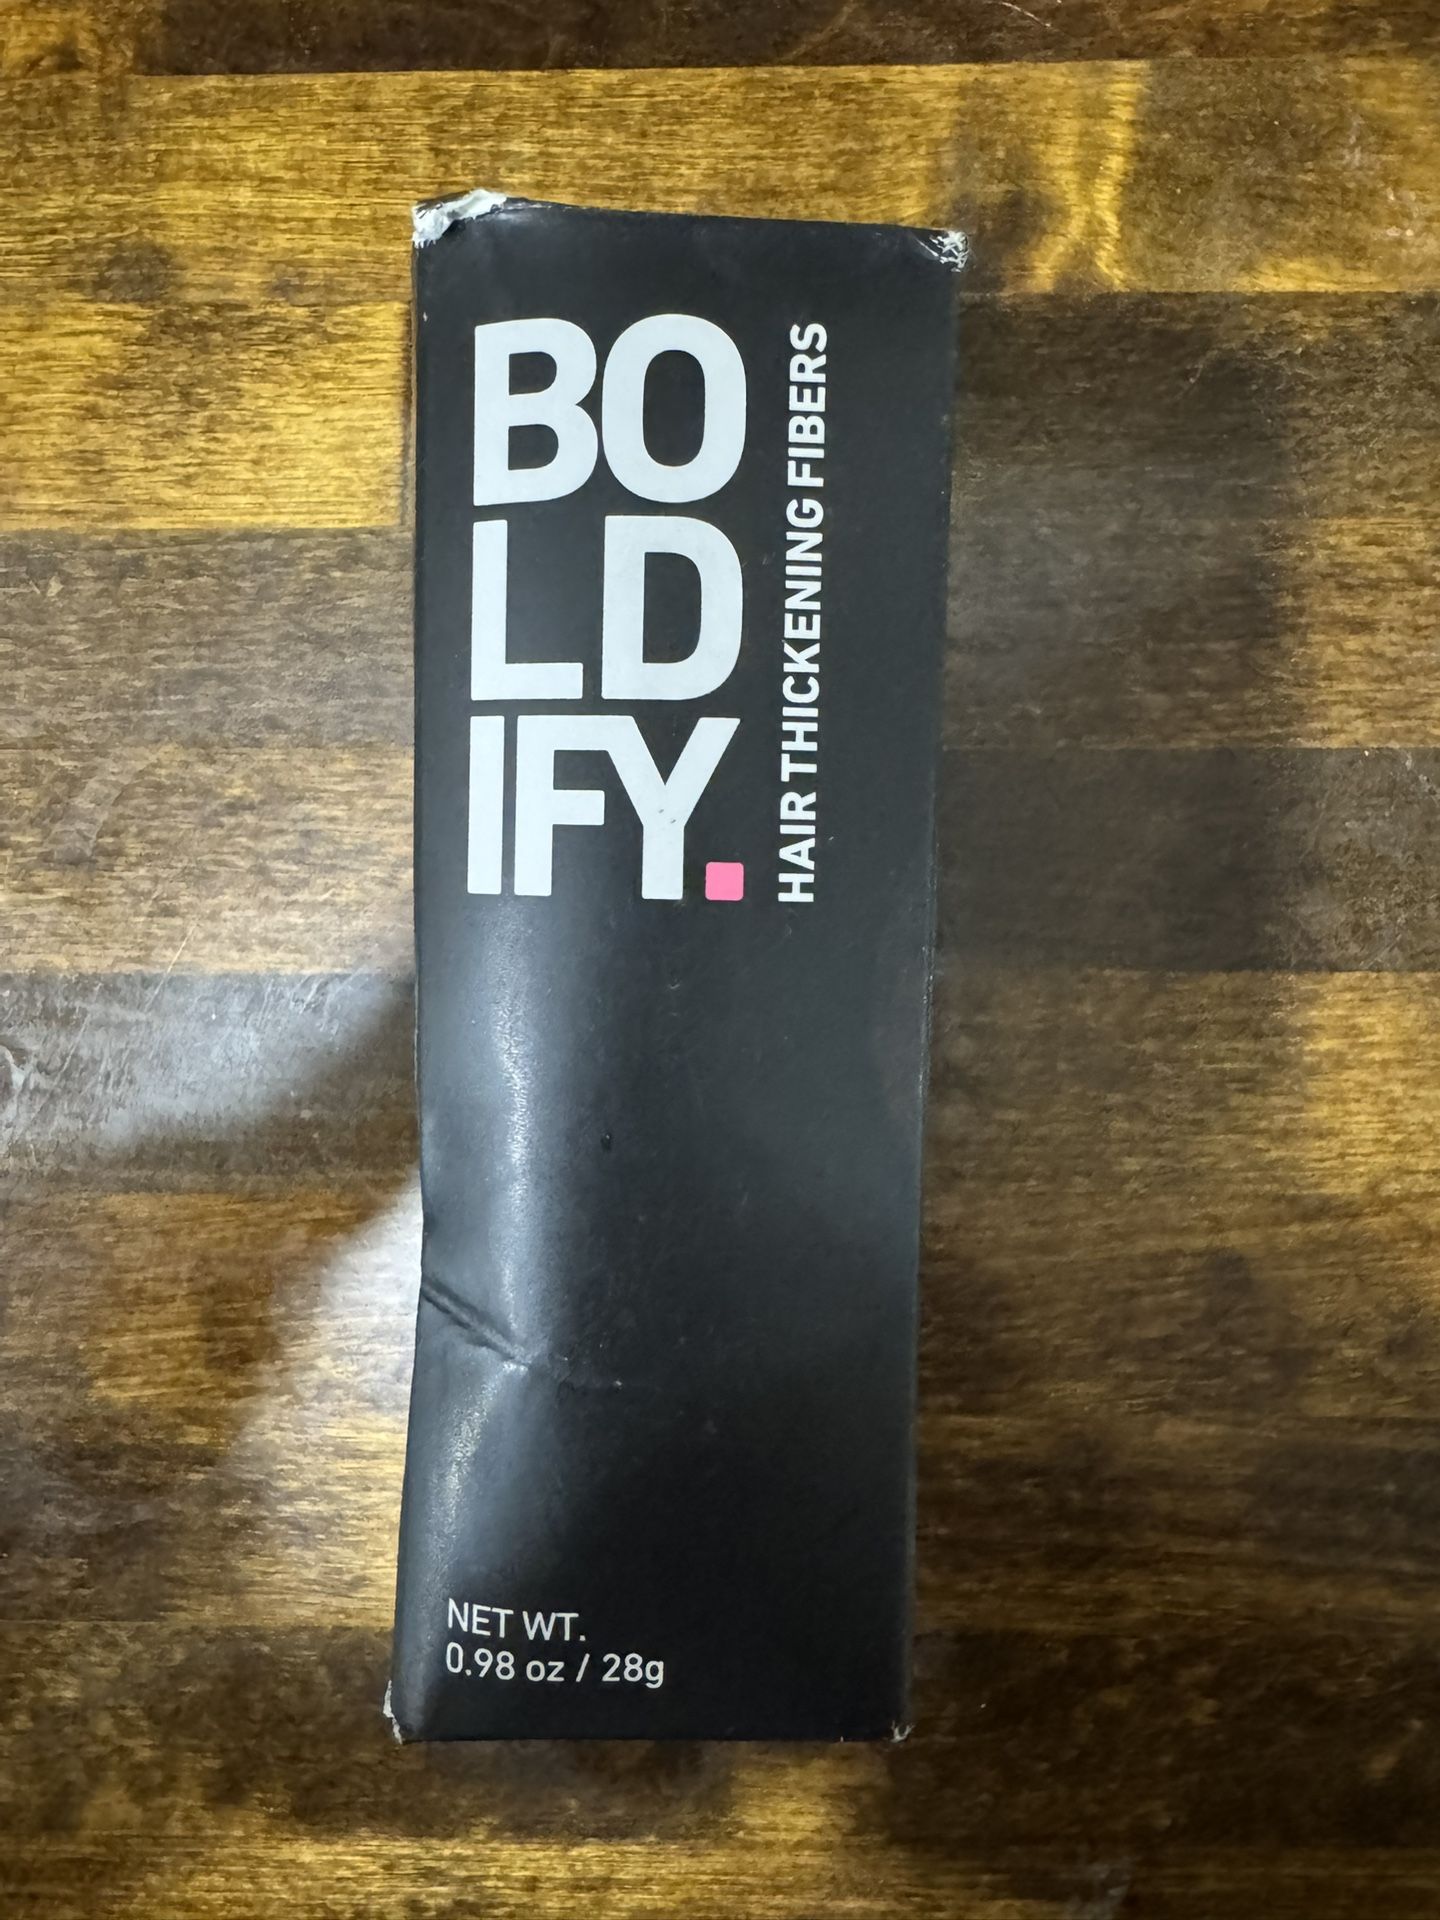 BO
LD
IFY.
HAIR THICKENING FIBERS
NET WT.
0.98 oz / 28g